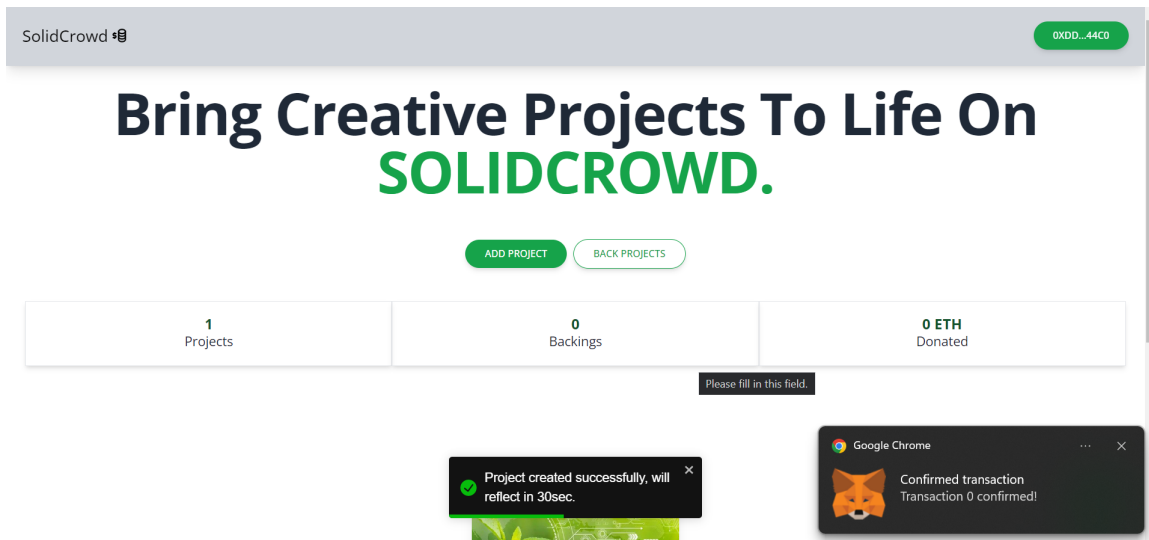 SolidCrowd
0XDD...44C0
Bring Creative Projects To Life On
SOLIDCROWD.
ADD PROJECT
BACK PROJECTS
1
Projects
0
Backings
0 ETH
Donated
Please fill in this field.
Google Chrome
Confirmed transaction
Transaction 0 confirmed!
Project created successfully, will
reflect in 30sec.